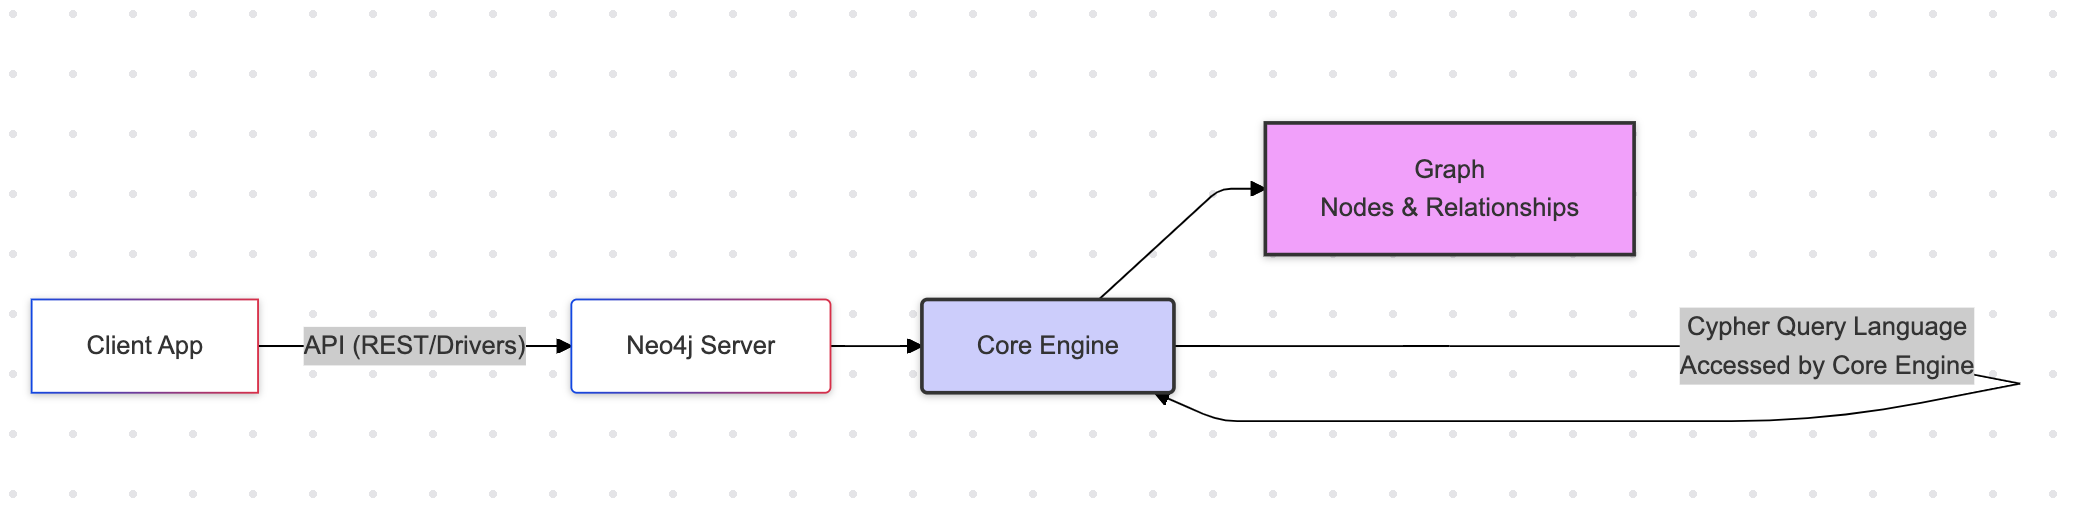 Graph
Nodes & Relationships
Client App
API (REST/Drivers)
Neo4j Server
Core Engine
Cypher Query Language
Accessed by Core Engine